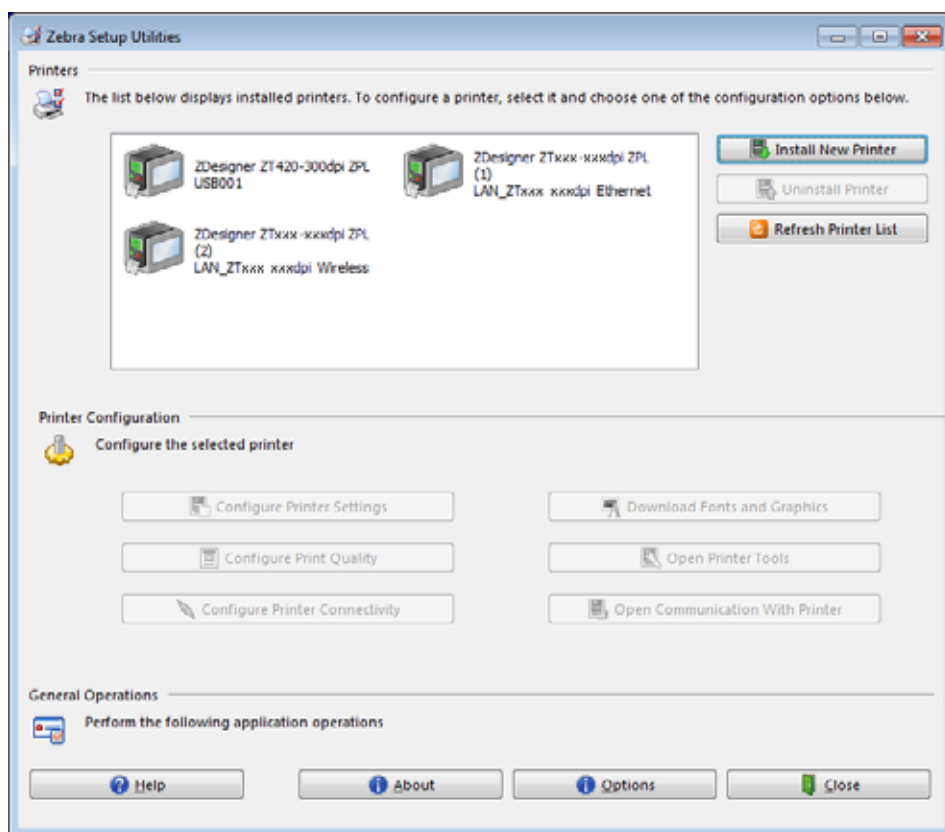 Zebra Setup Utilities
Printers
The list below displays installed printers. To configure a printer, select it and choose one of the configuration options below.
ZDesigner ZT420-300dpi ZPL
USB001
ZDesigner ZTxxx-xxxdpi ZPL
(1)
LAN_ZTxxx xxxdpi Ethernet
ZDesigner ZTxxx-xxxdpi ZPL
(2)
LAN_ZTxxx xxxdpi Wireless
Install New Printer
Uninstall Printer
Refresh Printer List
Printer Configuration
Configure the selected printer
Configure Printer Settings
Download Fonts and Graphics
Configure Print Quality
Open Printer Tools
Configure Printer Connectivity
Open Communication With Printer
General Operations
Perform the following application operations
Help
About
Options
Close